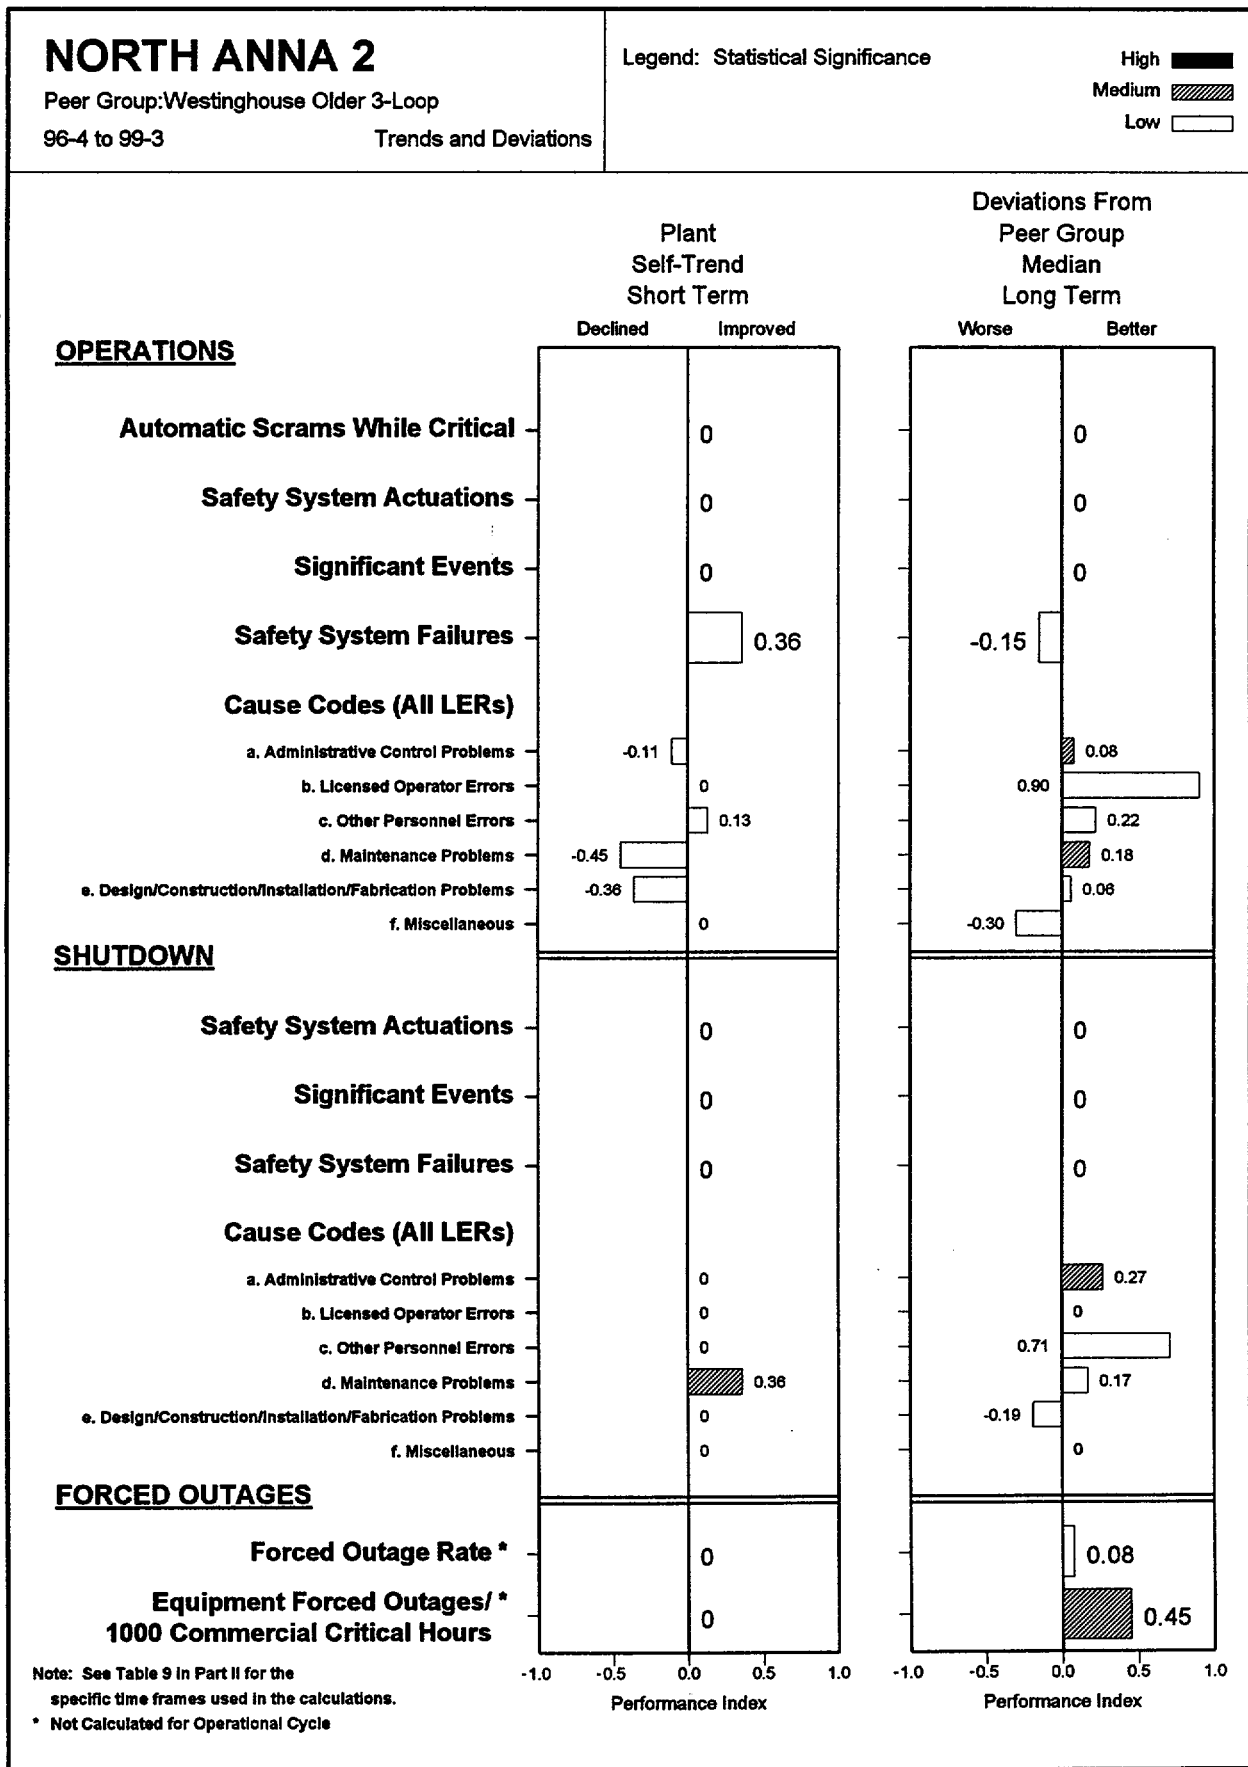 NORTH ANNA 2
Peer Group:Westinghouse Older 3-Loop
96-4 to 99-3 Trends and Deviations
Legend: Statistical Significance
High
Medium
Low
Plant
Self-Trend
Short Term
Deviations From
Peer Group
Median
Long Term
Declined Improved
Worse Better
OPERATIONS
Automatic Scrams While Critical 0 0
Safety System Actuations 0 0
Significant Events 0 0
Safety System Failures 0.36 -0.15
Cause Codes (All LERs)
a. Administrative Control Problems -0.11 0.08
b. Licensed Operator Errors 0 0.90
c. Other Personnel Errors 0.13 0.22
d. Maintenance Problems -0.45 0.18
e. Design/Construction/Installation/Fabrication Problems -0.36 0.06
f. Miscellaneous 0 -0.30
SHUTDOWN
Safety System Actuations 0 0
Significant Events 0 0
Safety System Failures 0 0
Cause Codes (All LERs)
a. Administrative Control Problems 0 0.27
b. Licensed Operator Errors 0 0
c. Other Personnel Errors 0 0.71
d. Maintenance Problems 0.36 0.17
e. Design/Construction/Installation/Fabrication Problems 0 -0.19
f. Miscellaneous 0 0
FORCED OUTAGES
Forced Outage Rate * 0 0.08
Equipment Forced Outages/ *
1000 Commercial Critical Hours 0 0.45
-1.0 -0.5 0.0 0.5 1.0 -1.0 -0.5 0.0 0.5 1.0
Performance Index Performance Index
Note: See Table 9 in Part II for the
specific time frames used in the calculations.
* Not Calculated for Operational Cycle